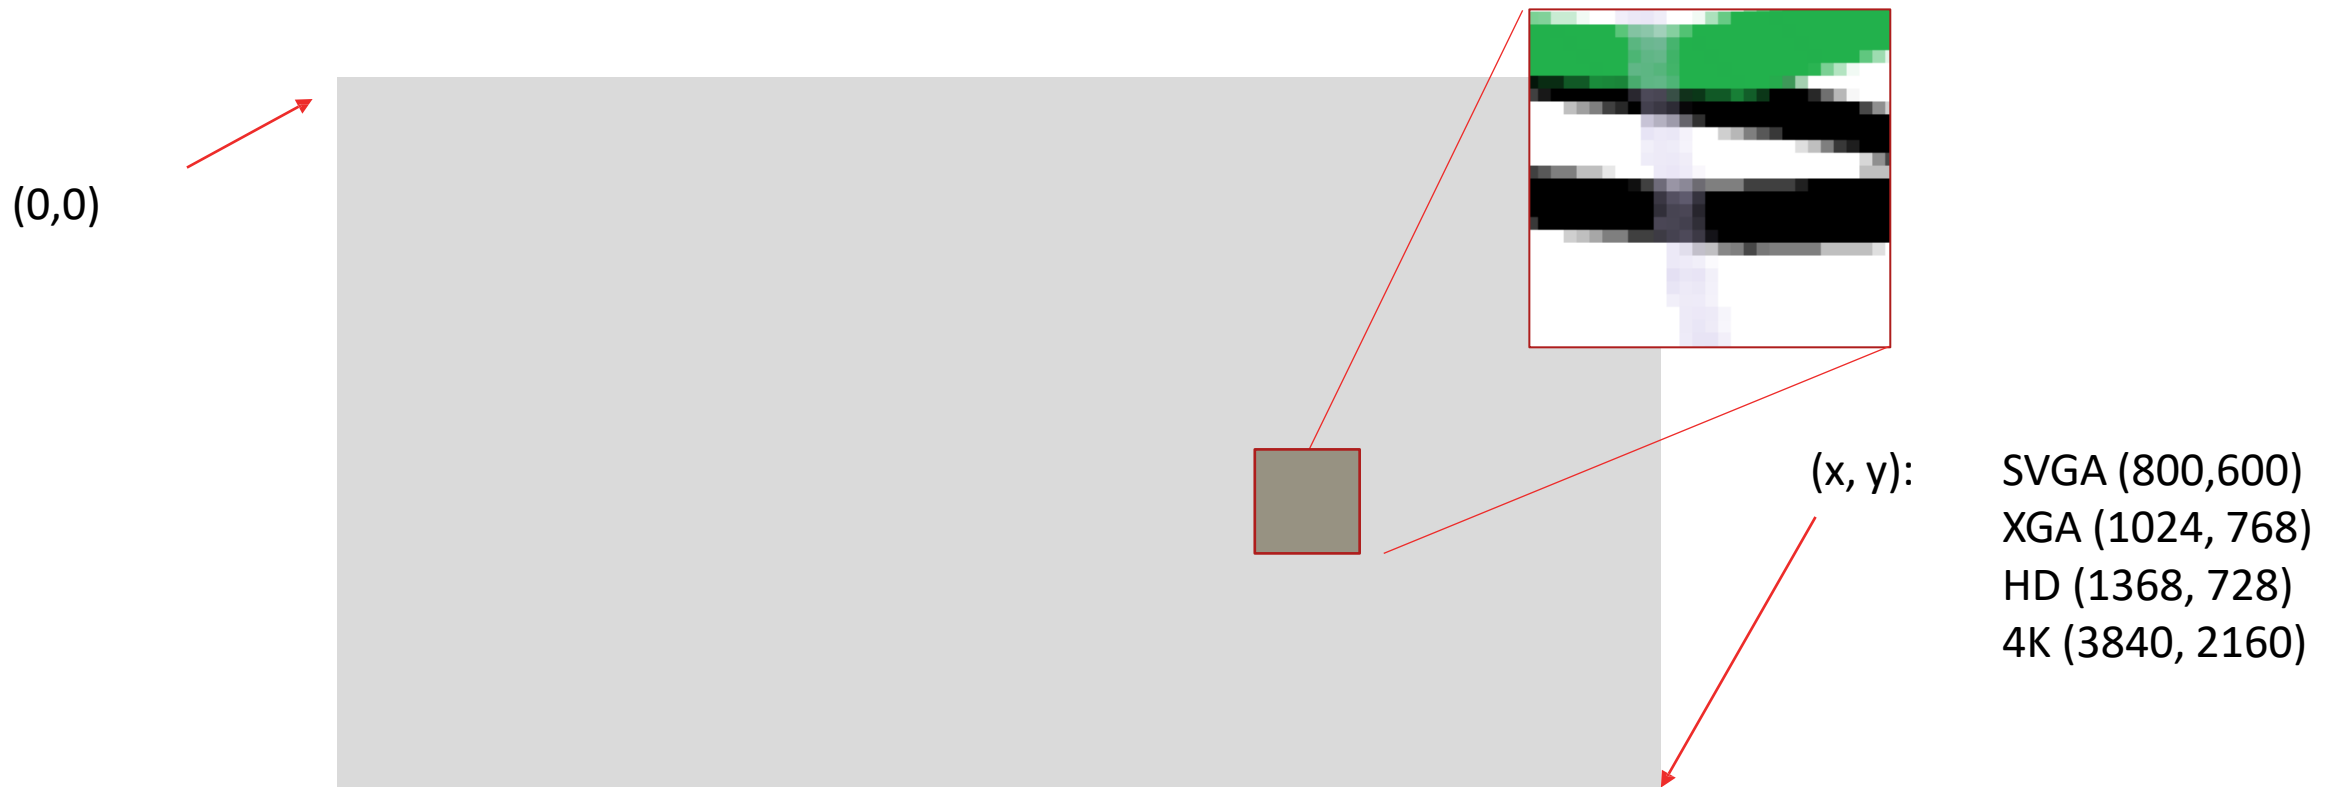 (0,0)
(x, y): SVGA (800,600)
XGA (1024, 768)
HD (1368, 728)
4K (3840, 2160)